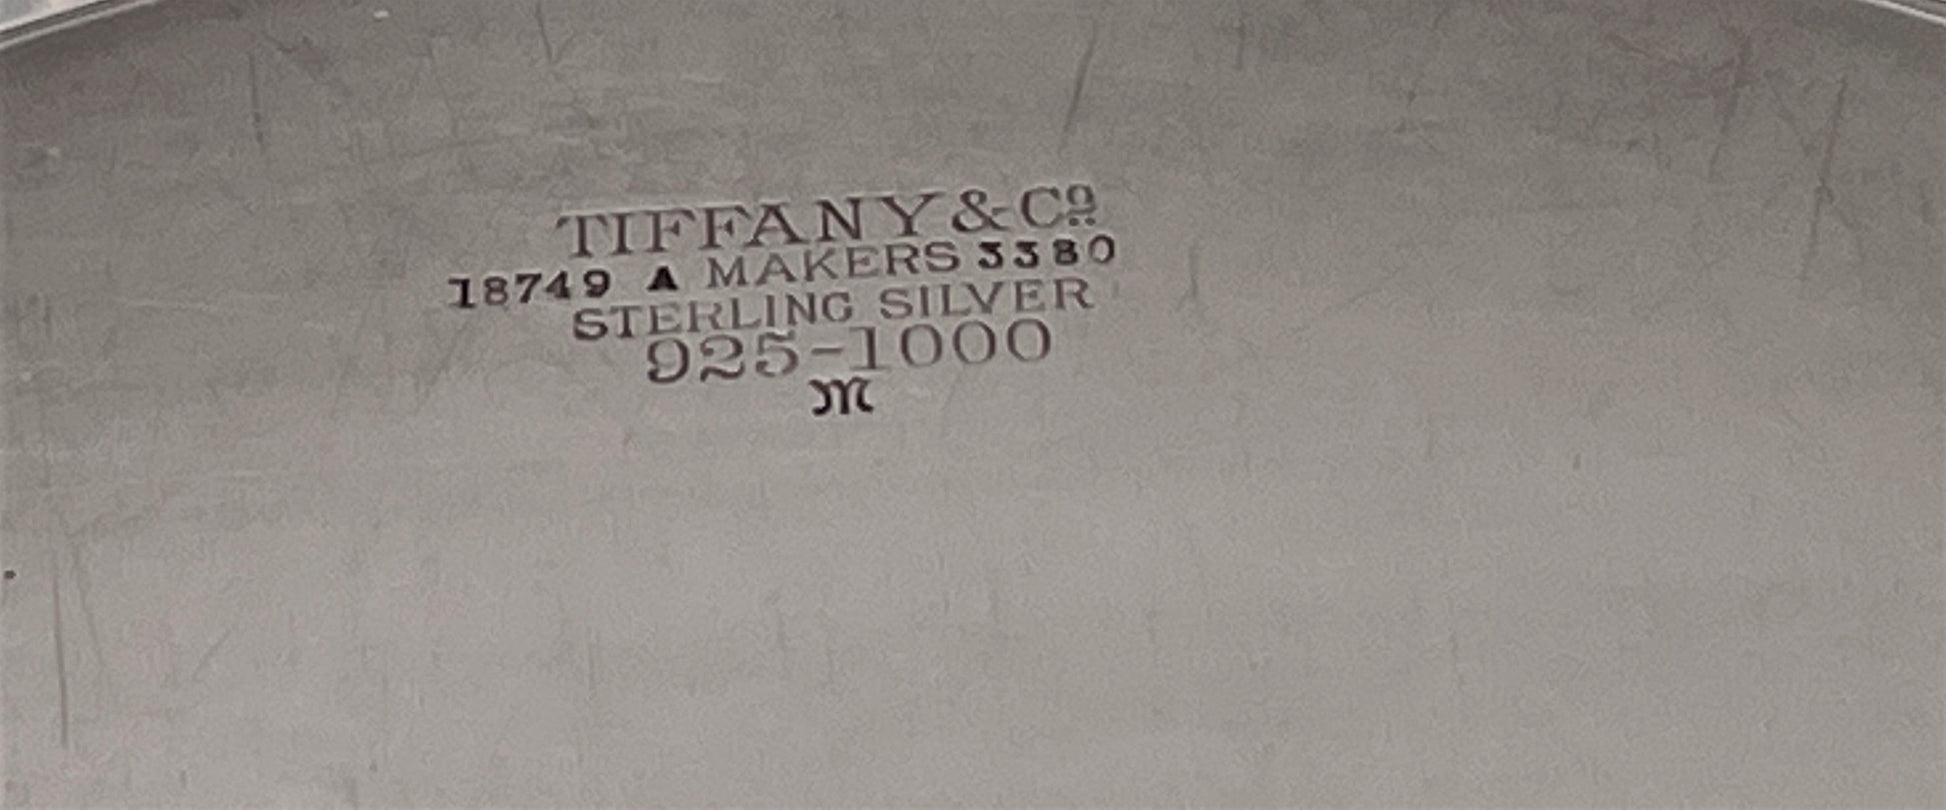 TIFFANY & Cº
18749 A MAKERS 3380
STERLING SILVER
925-1000
M